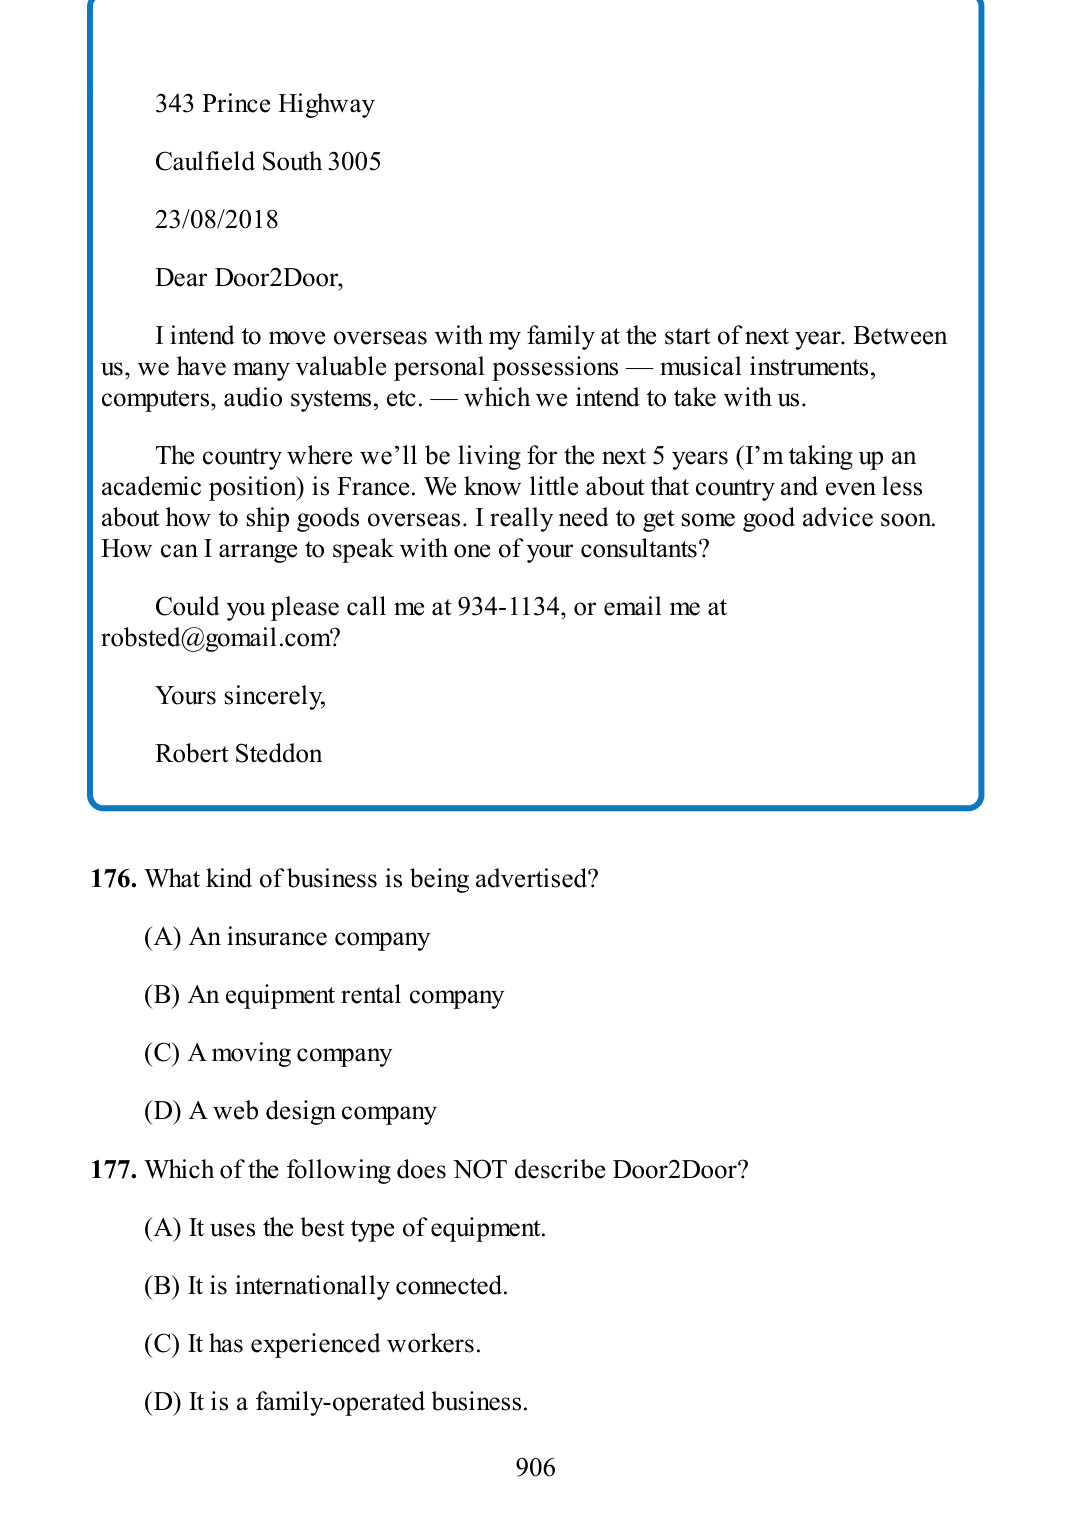 343 Prince Highway
Caulfield South 3005
23/08/2018
Dear Door2Door,
I intend to move overseas with my family at the start of next year. Between
us, we have many valuable personal possessions — musical instruments,
computers, audio systems, etc. — which we intend to take with us.
The country where we’ll be living for the next 5 years (I’m taking up an
academic position) is France. We know little about that country and even less
about how to ship goods overseas. I really need to get some good advice soon.
How can I arrange to speak with one of your consultants?
Could you please call me at 934-1134, or email me at
robsted@gomail.com?
Yours sincerely,
Robert Steddon
176. What kind of business is being advertised?
(A) An insurance company
(B) An equipment rental company
(C) A moving company
(D) A web design company
177. Which of the following does NOT describe Door2Door?
(A) It uses the best type of equipment.
(B) It is internationally connected.
(C) It has experienced workers.
(D) It is a family-operated business.
906